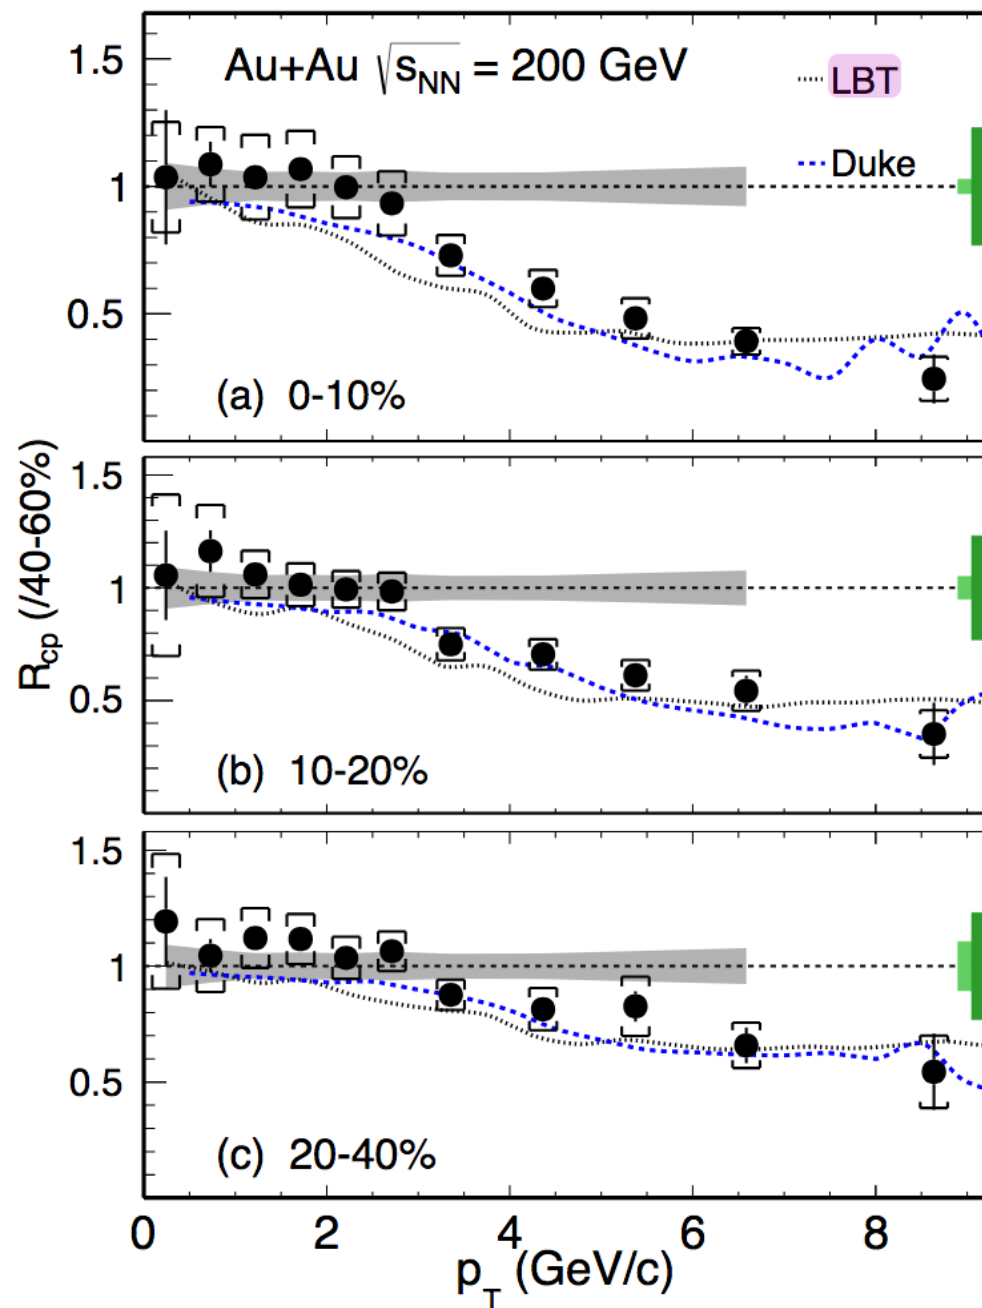 Au+Au √sNN = 200 GeV
LBT
Duke
1.5
1
0.5
(a) 0-10%
1.5
1
0.5
(b) 10-20%
1.5
1
0.5
(c) 20-40%
Rcp (/40-60%)
0 2 4 6 8
pT (GeV/c)